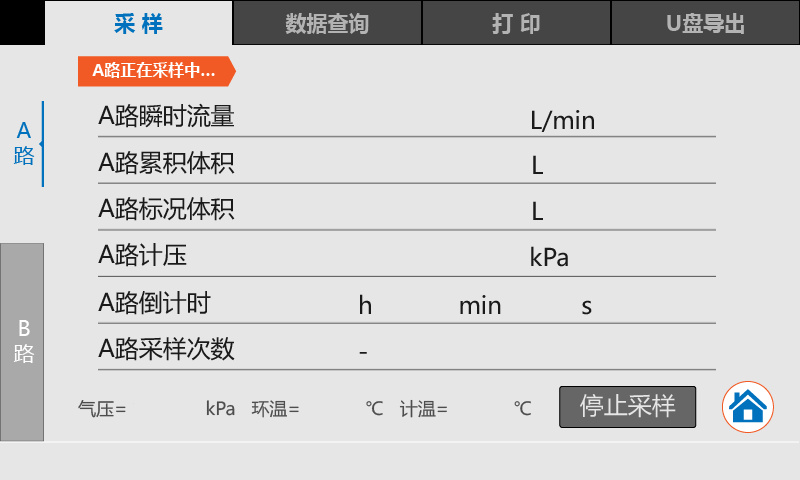 采 样 数据查询 打 印 U盘导出
A路正在采样中...
A路
A路瞬时流量 L/min
A路累积体积 L
A路标况体积 L
A路计压 kPa
A路倒计时 h min s
A路采样次数 -
B路
气压= kPa 环温= ℃ 计温= ℃ 停止采样